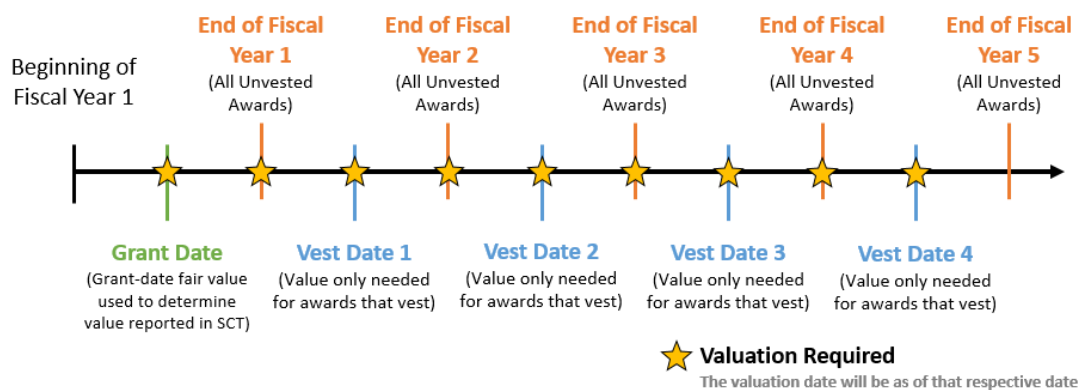 Beginning of
Fiscal Year 1
End of Fiscal
Year 1
(All Unvested
Awards)
End of Fiscal
Year 2
(All Unvested
Awards)
End of Fiscal
Year 3
(All Unvested
Awards)
End of Fiscal
Year 4
(All Unvested
Awards)
End of Fiscal
Year 5
(All Unvested
Awards)
Grant Date
(Grant-date fair value
used to determine
value reported in SCT)
Vest Date 1
(Value only needed
for awards that vest)
Vest Date 2
(Value only needed
for awards that vest)
Vest Date 3
(Value only needed
for awards that vest)
Vest Date 4
(Value only needed
for awards that vest)
Valuation Required
The valuation date will be as of that respective date